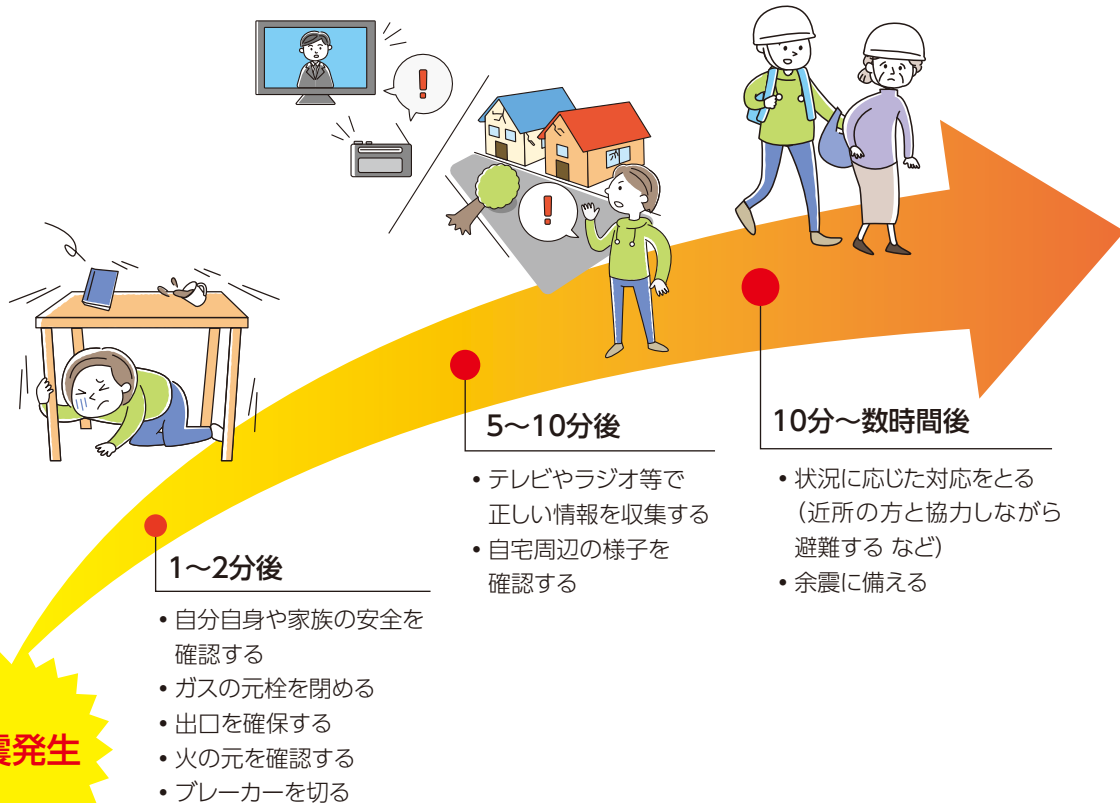 !
!
5～10分後
• テレビやラジオ等で
正しい情報を収集する
• 自宅周辺の様子を
確認する
10分～数時間後
• 状況に応じた対応をとる
（近所の方と協力しながら
避難する など）
• 余震に備える
1～2分後
• 自分自身や家族の安全を
確認する
• ガスの元栓を閉める
• 出口を確保する
• 火の元を確認する
• ブレーカーを切る
震発生